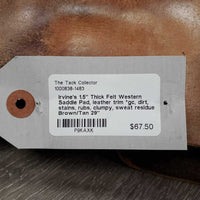 The Tack Collector
1000838-1483
Irvine's 1.5" Thick Felt Western
Saddle Pad, leather trim *gc, dirt,
stains, rubs, clumpy, sweat residue
Brown/Tan 29"
P9KAXK
$67.50